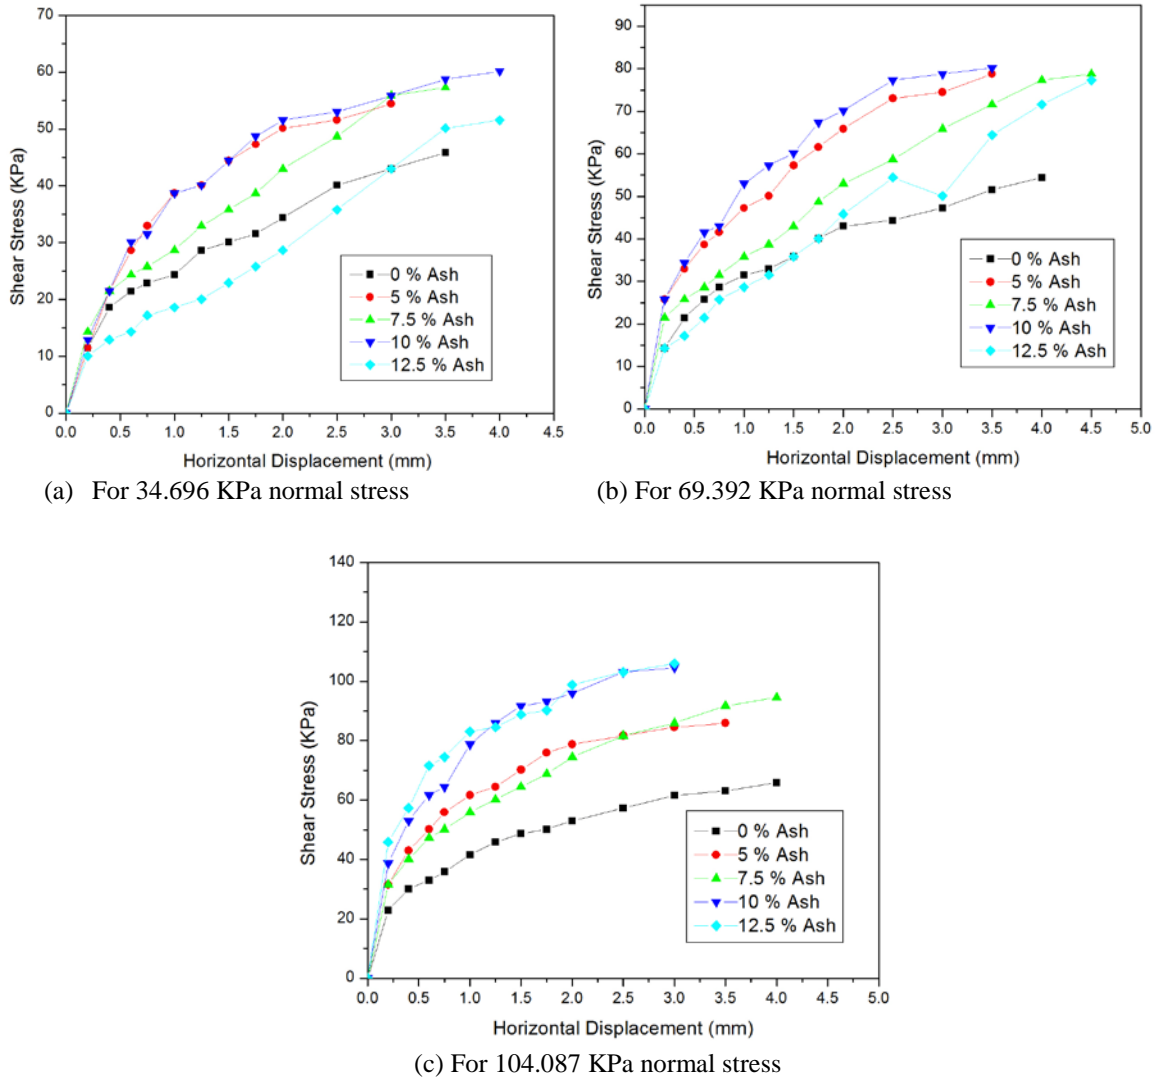 70
60
50
40
30
20
10
0
Shear Stress (KPa)
0.0 0.5 1.0 1.5 2.0 2.5 3.0 3.5 4.0 4.5
Horizontal Displacement (mm)
0 % Ash
5 % Ash
7.5 % Ash
10 % Ash
12.5 % Ash
(a) For 34.696 KPa normal stress
90
80
70
60
50
40
30
20
10
0
Shear Stress (KPa)
0.0 0.5 1.0 1.5 2.0 2.5 3.0 3.5 4.0 4.5 5.0
Horizontal Displacement (mm)
0 % Ash
5 % Ash
7.5 % Ash
10 % Ash
12.5 % Ash
(b) For 69.392 KPa normal stress
140
120
100
80
60
40
20
0
Shear Stress (KPa)
0.0 0.5 1.0 1.5 2.0 2.5 3.0 3.5 4.0 4.5 5.0
Horizontal Displacement (mm)
0 % Ash
5 % Ash
7.5 % Ash
10 % Ash
12.5 % Ash
(c) For 104.087 KPa normal stress